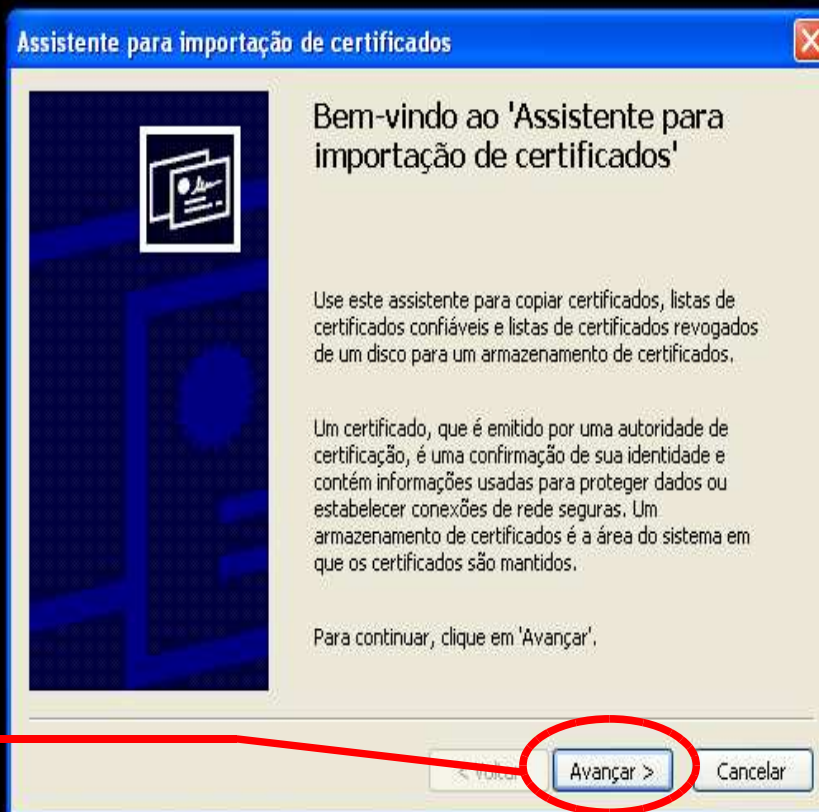 Assistente para importação de certificados
Bem-vindo ao 'Assistente para
importação de certificados'
Use este assistente para copiar certificados, listas de
certificados confiáveis e listas de certificados revogados
de um disco para um armazenamento de certificados.
Um certificado, que é emitido por uma autoridade de
certificação, é uma confirmação de sua identidade e
contém informações usadas para proteger dados ou
estabelecer conexões de rede seguras. Um
armazenamento de certificados é a área do sistema em
que os certificados são mantidos.
Para continuar, clique em 'Avançar'.
< Voltar Avançar > Cancelar